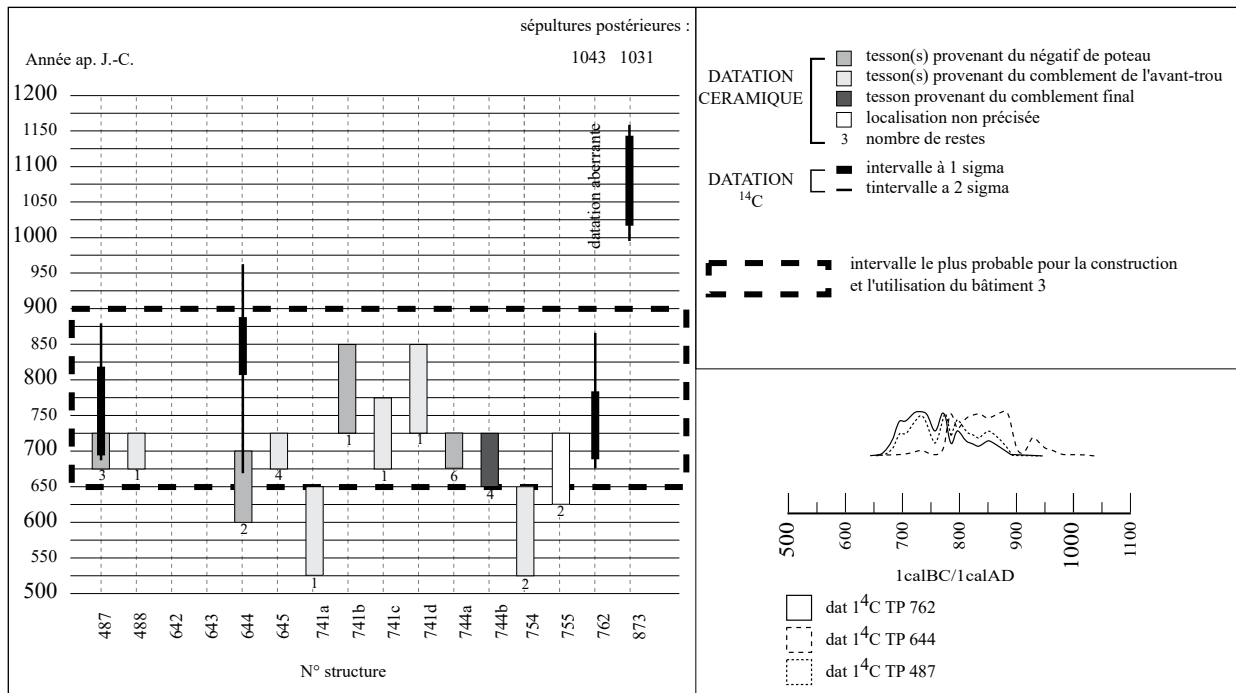 sépultures postérieures :
Année ap. J.-C.
1043 1031
1200
1150
1100
1050
1000
950
900
850
800
750
700
650
600
550
500
datation aberrante
3
1
2
4
1
1
1
1
6
4
2
2
487
488
642
643
644
645
741a
741b
741c
741d
744a
744b
754
755
762
873
N° structure
DATATION
CERAMIQUE
tesson(s) provenant du négatif de poteau
tesson(s) provenant du comblement de l'avant-trou
tesson provenant du comblement final
localisation non précisée
3 nombre de restes
DATATION
14C
intervalle à 1 sigma
tintervalle a 2 sigma
intervalle le plus probable pour la construction
et l'utilisation du bâtiment 3
500
600
700
800
900
1000
1100
1calBC/1calAD
dat 14C TP 762
dat 14C TP 644
dat 14C TP 487